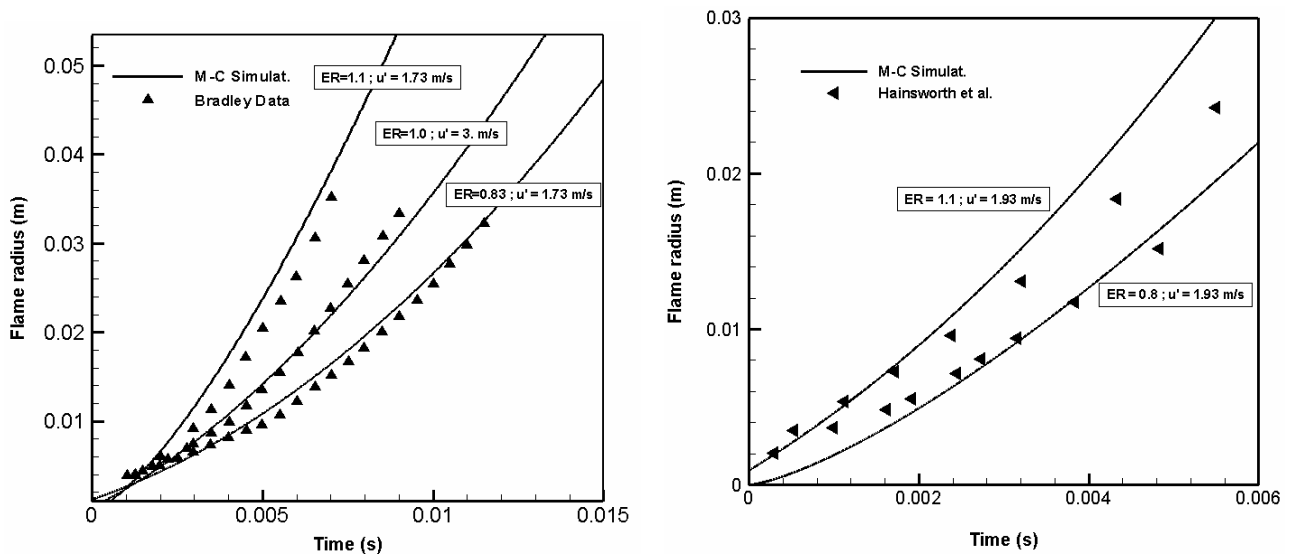 0.05
0.04
0.03
0.02
0.01
Flame radius (m)
M-C Simulat.
Bradley Data
ER=1.1 ; u' = 1.73 m/s
ER=1.0 ; u' = 3. m/s
ER=0.83 ; u' = 1.73 m/s
0
0.005
0.01
0.015
Time (s)
0.03
0.02
0.01
0
Flame radius (m)
M-C Simulat.
Hainsworth et al.
ER = 1.1 ; u' = 1.93 m/s
ER = 0.8 ; u' = 1.93 m/s
0
0.002
0.004
0.006
Time (s)